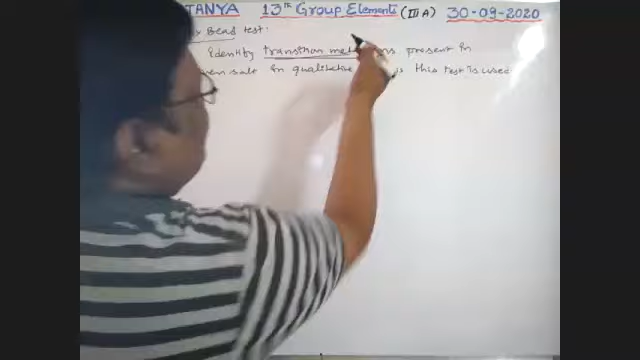 TANYA 13th Group Elements (III A) 30-09-2020
Bead test:
Identify transition present in
salt in qualitative this test is used